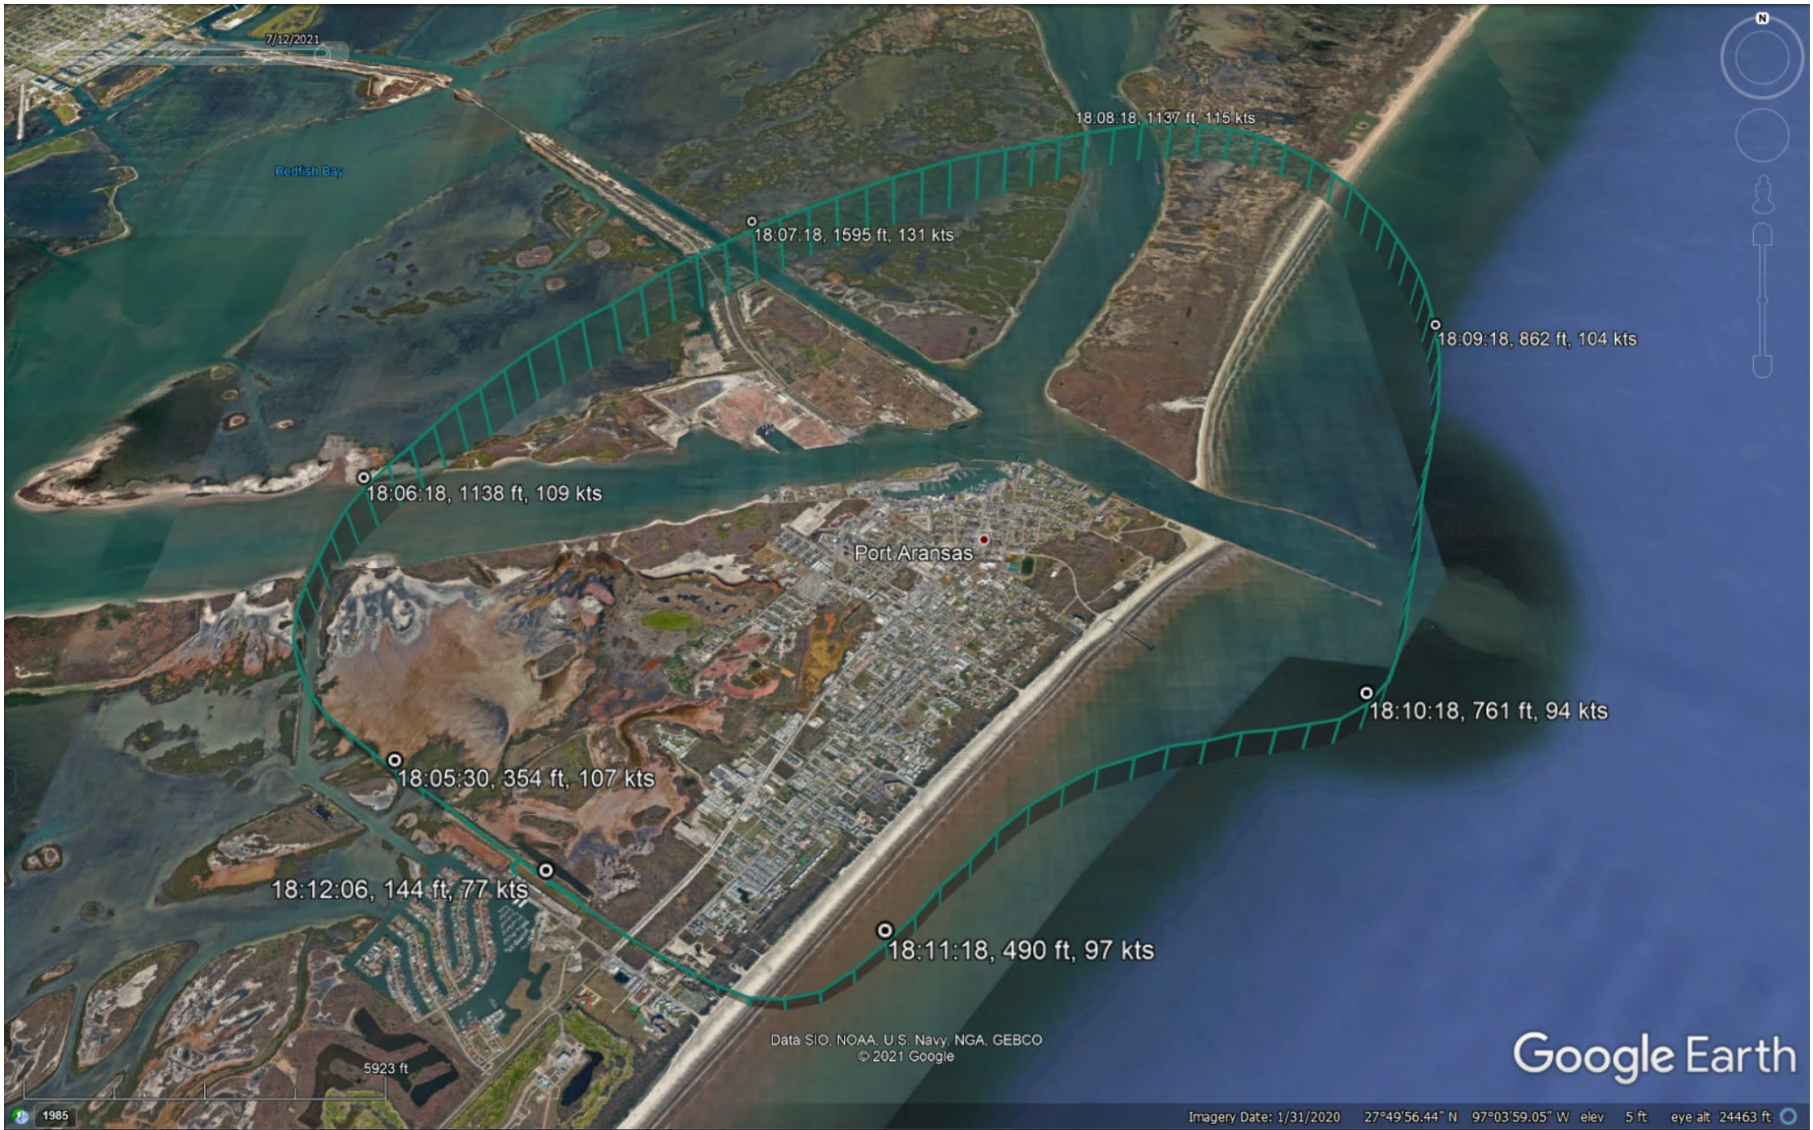 7/12/2021
N
18:08:18, 1137 ft, 115 kts
Redfish Bay
18:07:18, 1595 ft, 131 kts
18:09:18, 862 ft, 104 kts
18:06:18, 1138 ft, 109 kts
Port Aransas
18:10:18, 761 ft, 94 kts
18:05:30, 354 ft, 107 kts
18:12:06, 144 ft, 77 kts
18:11:18, 490 ft, 97 kts
Data SIO, NOAA, U.S. Navy, NGA, GEBCO
© 2021 Google
Google Earth
5923 ft
1985
Imagery Date: 1/31/2020 27°49'56.44" N 97°03'59.05" W elev 5 ft eye alt 24463 ft